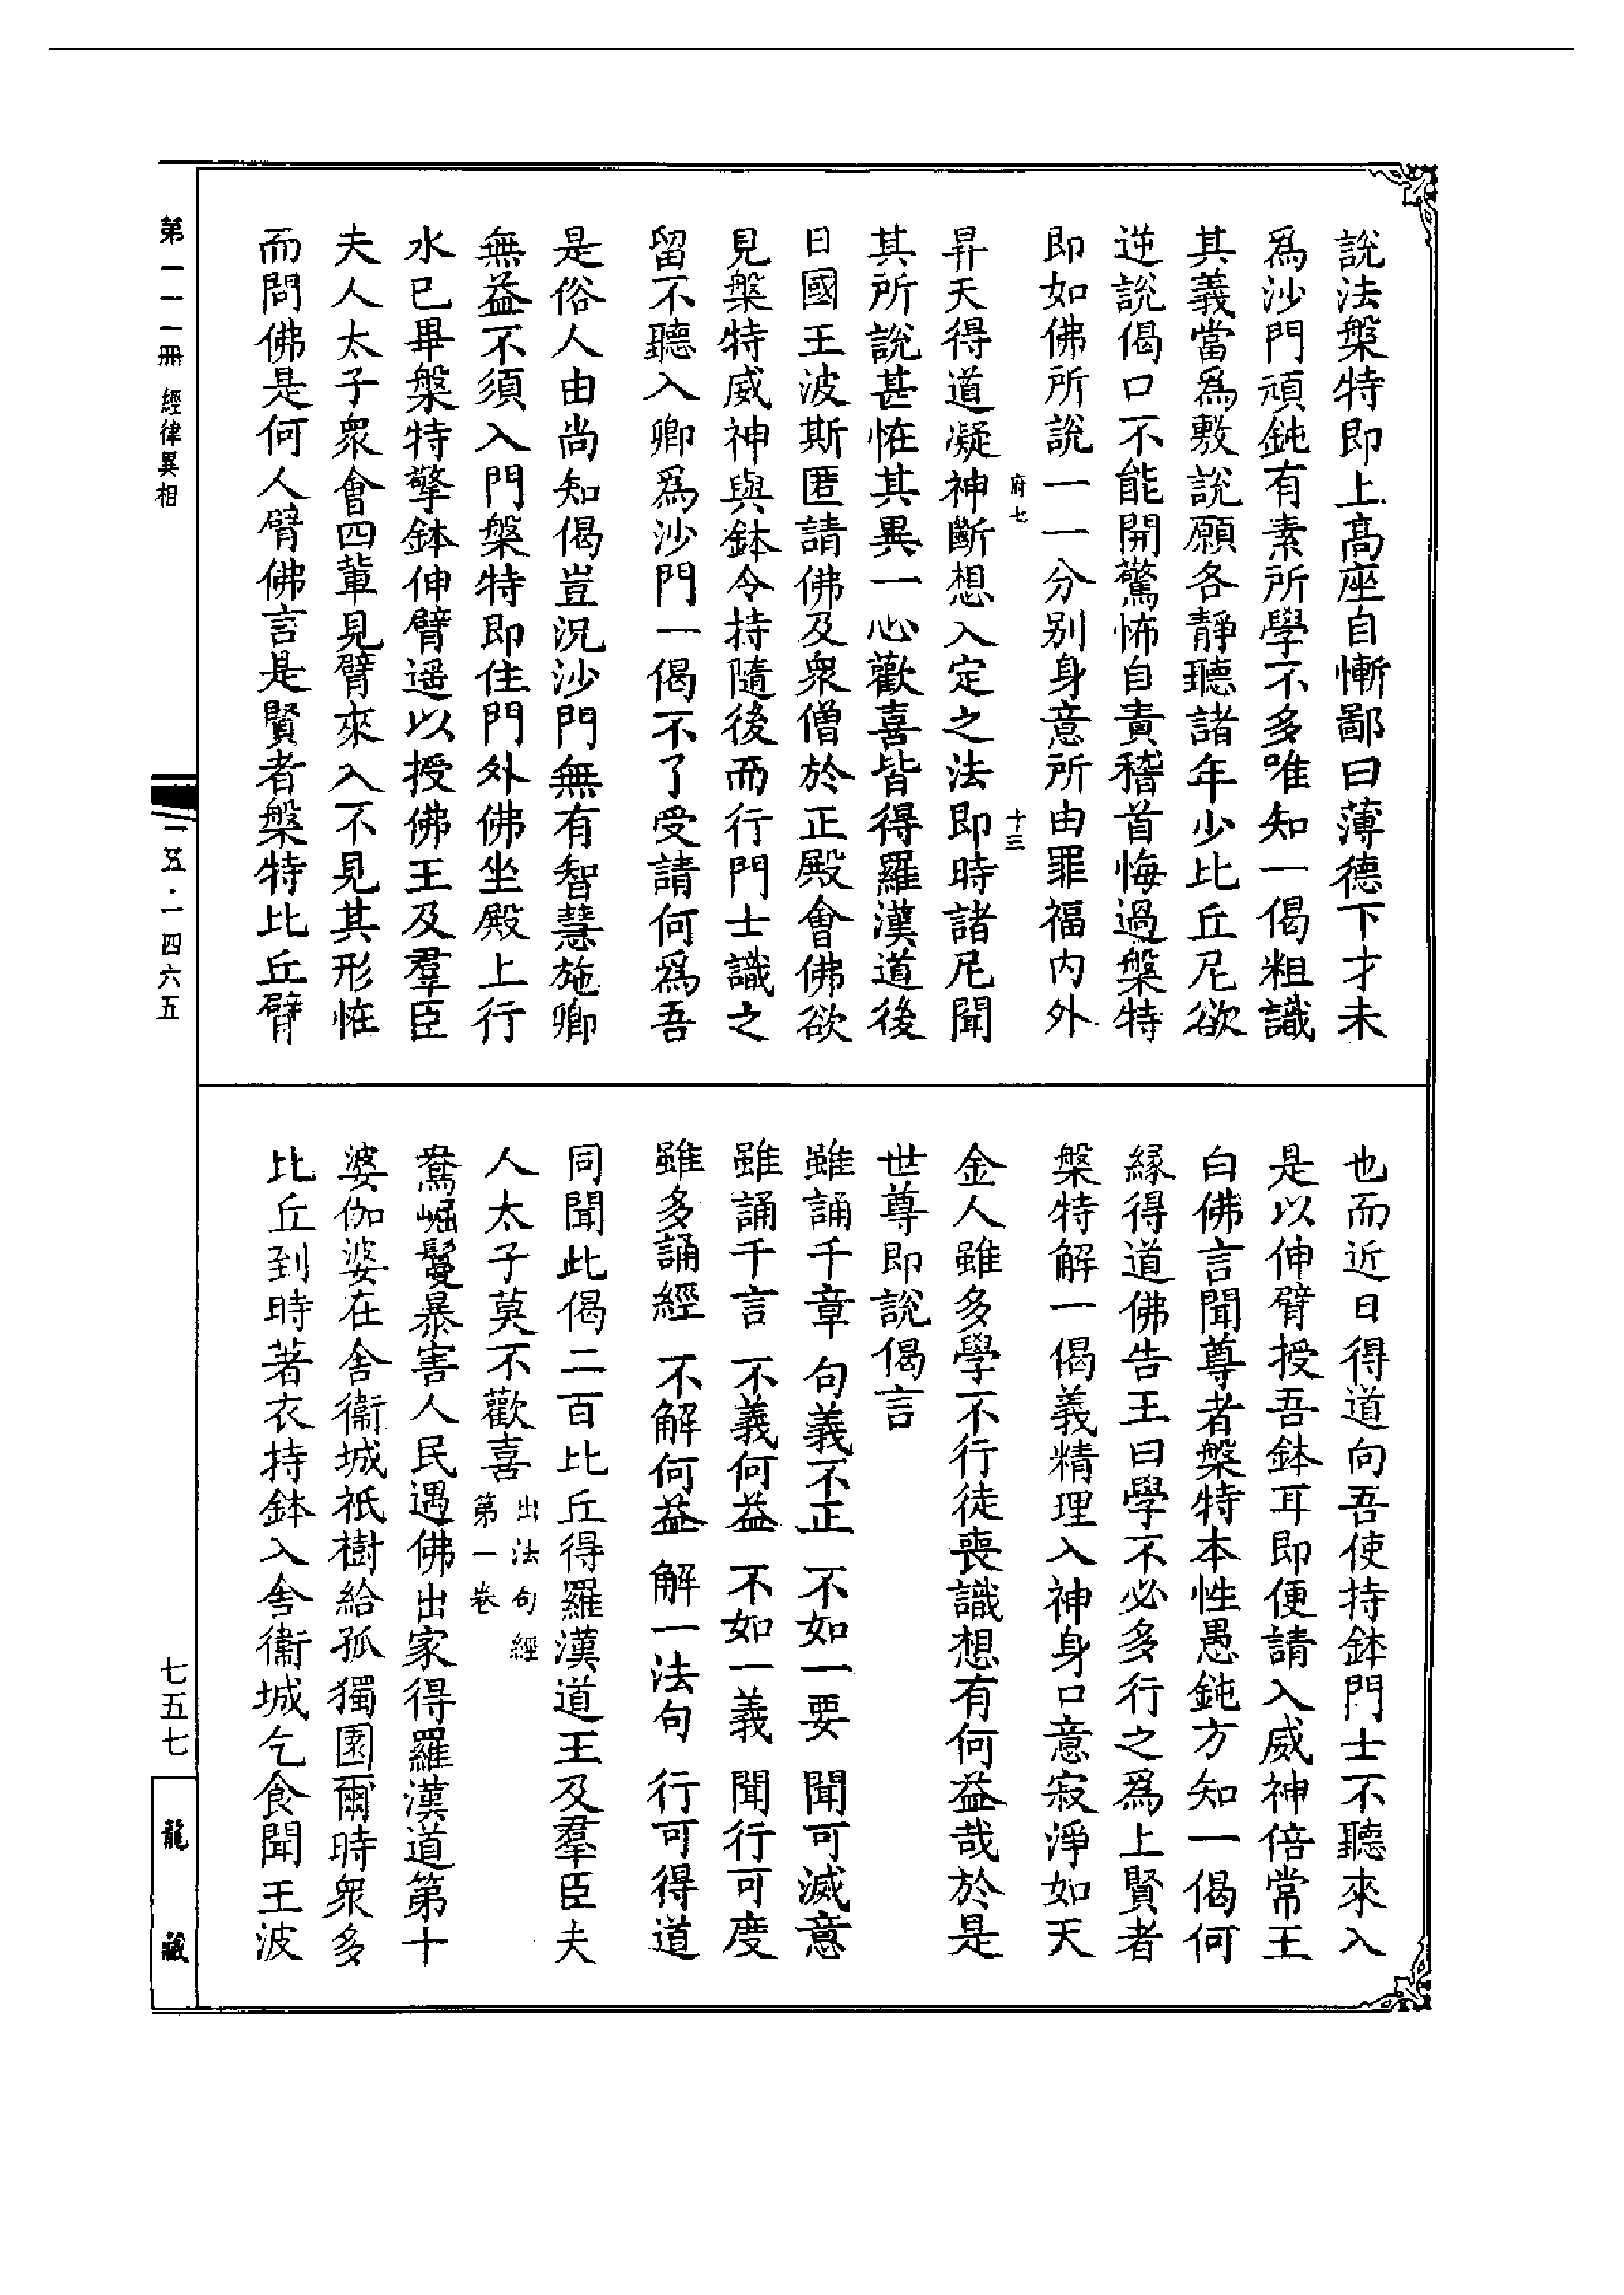 說法槃特即上高座自慚鄙曰薄德下才末
爲沙門頑鈍有素所學不多唯知一偈粗識
其義當爲敷說願各靜聽諸年少比丘尼欲
逆說偈口不能開驚怖自責稽首悔過槃特
即如佛所說一一分別身意所由罪福内外
府七
十三
昇天得道凝神斷想入定之法即時諸尼聞
其所說甚怪其異一心歡喜皆得羅漢道後
日國王波斯匿請佛及衆僧於正殿會佛欲
見槃特威神與鉢令持隨後而行門士識之
留不聽入卿爲沙門一偈不了受請何爲吾
是俗人由尚知偈豈況沙門無有智慧施卿
無益不須入門槃特即住門外佛坐殿上行
水已畢槃特擎鉢伸臂遥以授佛王及羣臣
夫人太子衆會四輩見臂來入不見其形怪
而問佛是何人臂佛言是賢者槃特比丘臂
也而近日得道向吾使持鉢門士不聽來入
是以伸臂授吾鉢耳即便請入威神倍常王
白佛言聞尊者槃特本性愚鈍方知一偈何
緣得道佛告王曰學不必多行之爲上賢者
槃特解一偈義精理入神身口意寂淨如天
金人雖多學不行徒喪識想有何益哉於是
世尊即說偈言
雖誦千章 句義不正 不如一要 聞可滅意
雖誦千言 不義何益 不如一義 聞行可度
雖多誦經 不解何益 解一法句 行可得道
同聞此偈二百比丘得羅漢道王及羣臣夫
人太子莫不歡喜 出法句經
第一卷
鴦崛鬘暴害人民遇佛出家得羅漢道第十
婆伽婆在舍衞城祇樹給孤獨園爾時衆多
比丘到時著衣持鉢入舍衞城乞食聞王波
第一一一冊 經律異相
一五·一四六五
七五七
龍藏